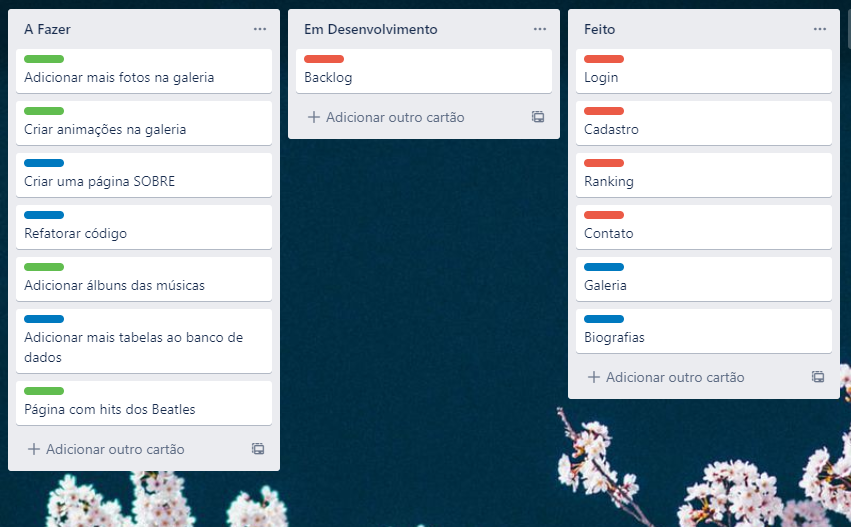 A Fazer
Adicionar mais fotos na galeria
Criar animações na galeria
Criar uma página SOBRE
Refatorar código
Adicionar álbuns das músicas
Adicionar mais tabelas ao banco de
dados
Página com hits dos Beatles
Adicionar outro cartão
Em Desenvolvimento
Backlog
Adicionar outro cartão
Feito
Login
Cadastro
Ranking
Contato
Galeria
Biografias
Adicionar outro cartão